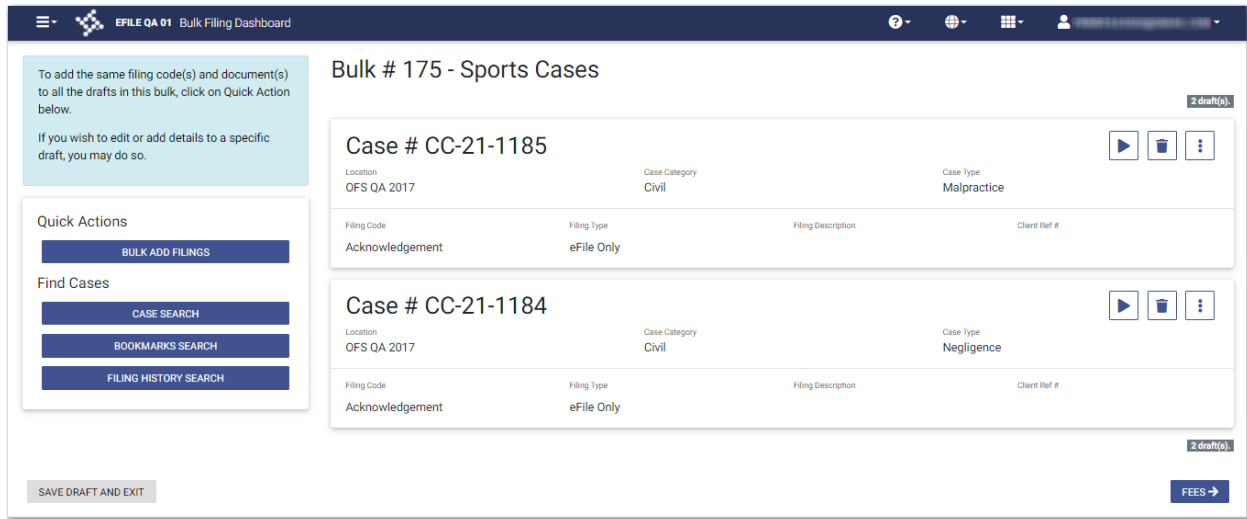 EFILE QA 01 Bulk Filing Dashboard
To add the same filing code(s) and document(s)
to all the drafts in this bulk, click on Quick Action
below.
If you wish to edit or add details to a specific
draft, you may do so.
Quick Actions
BULK ADD FILINGS
Find Cases
CASE SEARCH
BOOKMARKS SEARCH
FILING HISTORY SEARCH
Bulk # 175 - Sports Cases
2 draft(s).
Case # CC-21-1185
Location Case Category Case Type
OFS QA 2017 Civil Malpractice
Filing Code Filing Type Filing Description Client Ref #
Acknowledgement eFile Only
Case # CC-21-1184
Location Case Category Case Type
OFS QA 2017 Civil Negligence
Filing Code Filing Type Filing Description Client Ref #
Acknowledgement eFile Only
2 draft(s).
SAVE DRAFT AND EXIT
FEES